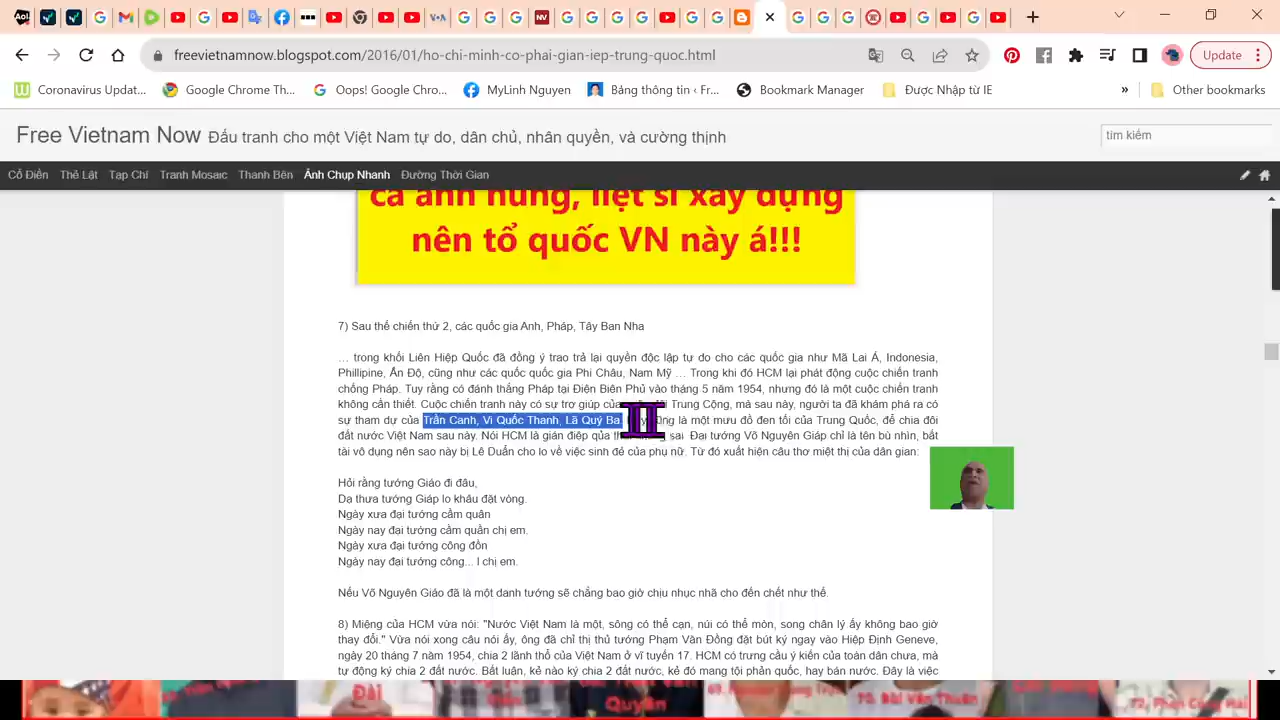 freevietnamnow.blogspot.com/2016/01/ho-chi-minh-co-phai-gian-iep-trung-quoc.html
Update
Coronavirus Updat...
Google Chrome Th...
Oops! Google Chro...
MyLinh Nguyen
Bảng thông tin ‹ Fr...
Bookmark Manager
Được Nhập từ IE
»
Other bookmarks
Free Vietnam Now Đấu tranh cho một Việt Nam tự do, dân chủ, nhân quyền, và cường thịnh
tìm kiếm
Cổ Điển Thẻ Lật Tạp Chí Tranh Mosaic Thanh Bên Ảnh Chụp Nhanh Đường Thời Gian
cả anh hùng, liệt sĩ xây dựng
nên tổ quốc VN này á!!!
7) Sau thế chiến thứ 2, các quốc gia Anh, Pháp, Tây Ban Nha
… trong khối Liên Hiệp Quốc đã đồng ý trao trả lại quyền độc lập tự do cho các quốc gia như Mã Lai Á, Indonesia,
Phillipine, Ấn Độ, cũng như các quốc quốc gia Phi Châu, Nam Mỹ … Trong khi đó HCM lại phát động cuộc chiến tranh
chống Pháp. Tuy rằng có đánh thắng Pháp tại Điện Biên Phủ vào tháng 5 năm 1954, nhưng đó là một cuộc chiến tranh
không cần thiết. Cuộc chiến tranh này có sự trợ giúp của Trung Cộng, mà sau này, người ta đã khám phá ra có
sự tham dự của Trần Canh, Vi Quốc Thanh, Lã Quý Ba là một mưu đồ đen tối của Trung Quốc, để chia đôi
đất nước Việt Nam sau này. Nói HCM là gián điệp qủa sai. Đại tướng Võ Nguyên Giáp chỉ là tên bù nhìn, bất
tài vô dụng nên sao này bị Lê Duẩn cho lo về việc sinh đẻ của phụ nữ. Từ đó xuất hiện câu thơ miệt thị của dân gian:
Hỏi rằng tướng Giáo đi đâu,
Dạ thưa tướng Giáp lo khâu đặt vòng.
Ngày xưa đại tướng cầm quân
Ngày nay đại tướng cầm quần chị em.
Ngày xưa đại tướng công đồn
Ngày nay đại tướng công... l chị em.
Nếu Võ Nguyên Giáo đã là một danh tướng sẽ chẳng bao giờ chịu nhục nhã cho đến chết như thế.
8) Miệng của HCM vừa nói: "Nước Việt Nam là một, sông có thể cạn, núi có thể mòn, song chân lý ấy không bao giờ
thay đổi." Vừa nói xong câu nói ấy, ông đã chỉ thị thủ tướng Phạm Văn Đồng đặt bút ký ngay vào Hiệp Định Geneve,
ngày 20 tháng 7 năm 1954, chia 2 lãnh thổ của Việt Nam ở vĩ tuyến 17. HCM có trưng cầu ý kiến của toàn dân chưa, mà
tự động ký chia 2 đất nước. Bất luận, kẻ nào ký chia 2 đất nước, kẻ đó mang tội phản quốc, hay bán nước. Đây là việc
Đài
Quyên